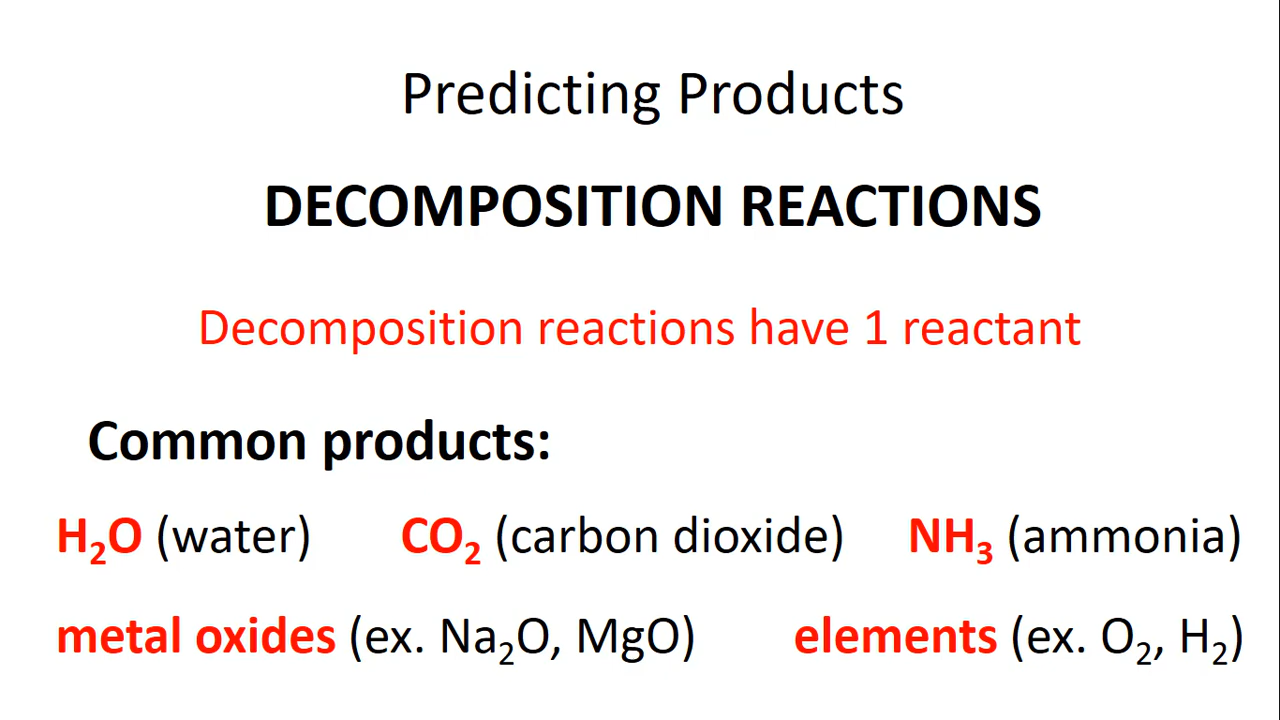 Predicting Products
DECOMPOSITION REACTIONS
Decomposition reactions have 1 reactant
Common products:
H₂O (water) CO₂ (carbon dioxide) NH₃ (ammonia)
metal oxides (ex. Na₂O, MgO) elements (ex. O₂, H₂)